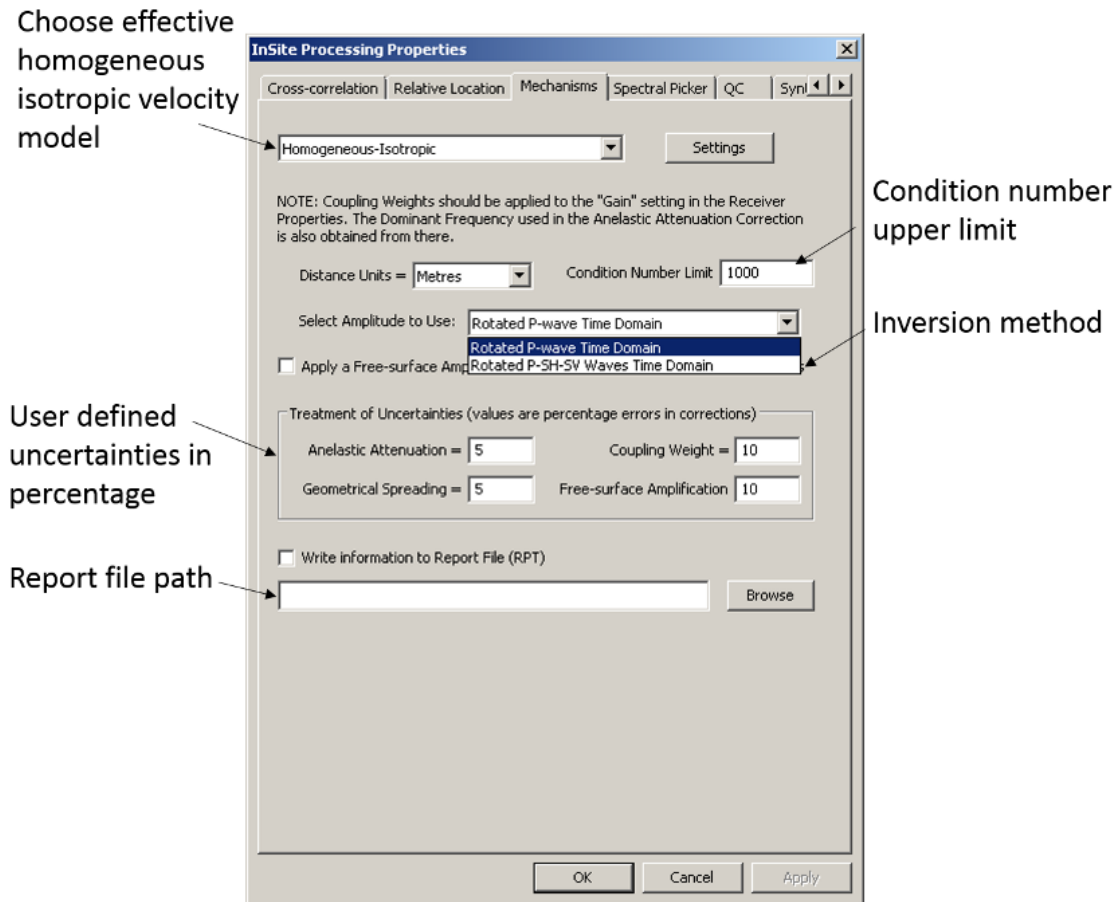 Choose effective
homogeneous
isotropic velocity
model
InSite Processing Properties
Cross-correlation
Relative Location
Mechanisms
Spectral Picker
QC
Homogeneous-Isotropic
Settings
NOTE: Coupling Weights should be applied to the "Gain" setting in the Receiver
Properties. The Dominant Frequency used in the Anelastic Attenuation Correction
is also obtained from there.
Condition number
upper limit
Distance Units =
Metres
Condition Number Limit
1000
Select Amplitude to Use:
Rotated P-wave Time Domain
Rotated P-wave Time Domain
Rotated P-SH-SV Waves Time Domain
Inversion method
Apply a Free-surface
User defined
uncertainties in
percentage
Treatment of Uncertainties (values are percentage errors in corrections)
Anelastic Attenuation =
5
Coupling Weight =
10
Geometrical Spreading =
5
Free-surface Amplification
10
Write information to Report File (RPT)
Report file path
Browse
OK
Cancel
Apply